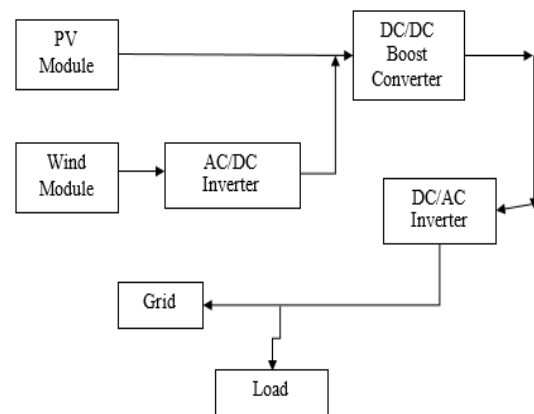 PV
Module
DC/DC
Boost
Converter
Wind
Module
AC/DC
Inverter
DC/AC
Inverter
Grid
Load